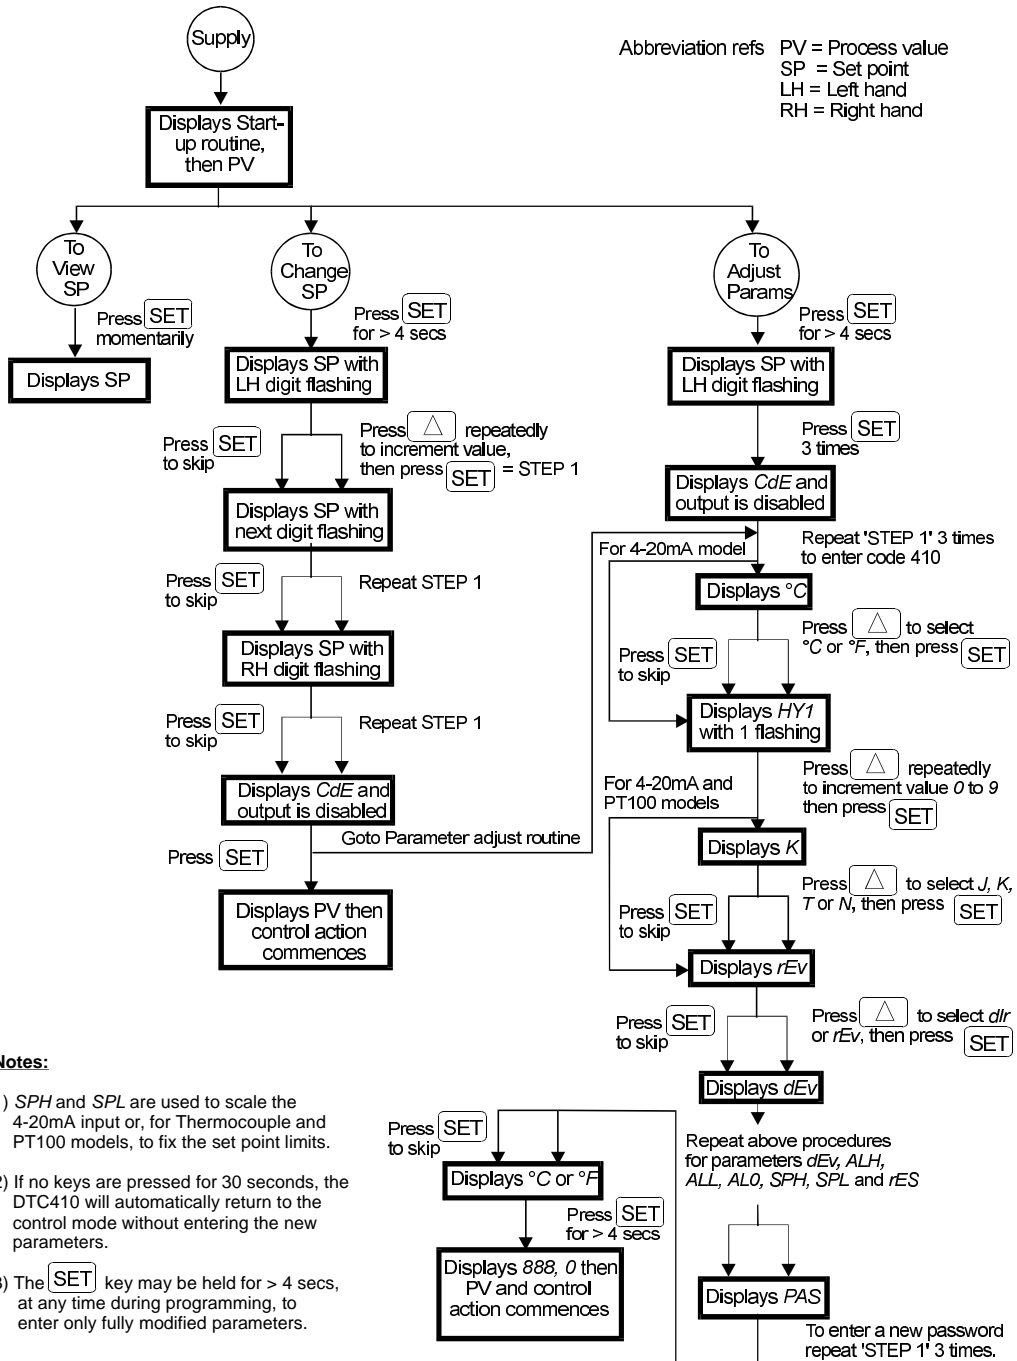 Supply
Abbreviation refs PV = Process value
SP = Set point
LH = Left hand
RH = Right hand
Displays Start-
up routine,
then PV
To
View
SP
To
Change
SP
To
Adjust
Params
Press SET
momentarily
Displays SP
Press SET
for > 4 secs
Displays SP with
LH digit flashing
Press SET
to skip
Press △ repeatedly
to increment value,
then press SET = STEP 1
Displays SP with
next digit flashing
Press SET
to skip
Repeat STEP 1
Displays SP with
RH digit flashing
Press SET
to skip
Repeat STEP 1
Displays CdE and
output is disabled
Goto Parameter adjust routine
Press SET
Displays PV then
control action
commences
Press SET
for > 4 secs
Displays SP with
LH digit flashing
Press SET
3 times
Displays CdE and
output is disabled
For 4-20mA model
Repeat 'STEP 1' 3 times
to enter code 410
Displays °C
Press SET
to skip
Press △ to select
°C or °F, then press SET
Displays HY1
with 1 flashing
For 4-20mA and
PT100 models
Press △ repeatedly
to increment value 0 to 9
then press SET
Displays K
Press SET
to skip
Press △ to select J, K,
T or N, then press SET
Displays rEv
Press SET
to skip
Press △ to select dIr
or rEv, then press SET
Displays dEv
Repeat above procedures
for parameters dEv, ALH,
ALL, AL0, SPH, SPL and rES
Displays PAS
To enter a new password
repeat 'STEP 1' 3 times.
Press SET
to skip
Displays °C or °F
Press SET
for > 4 secs
Displays 888, 0 then
PV and control
action commences
Notes:
) SPH and SPL are used to scale the
4-20mA input or, for Thermocouple and
PT100 models, to fix the set point limits.
2) If no keys are pressed for 30 seconds, the
DTC410 will automatically return to the
control mode without entering the new
parameters.
3) The SET key may be held for > 4 secs,
at any time during programming, to
enter only fully modified parameters.